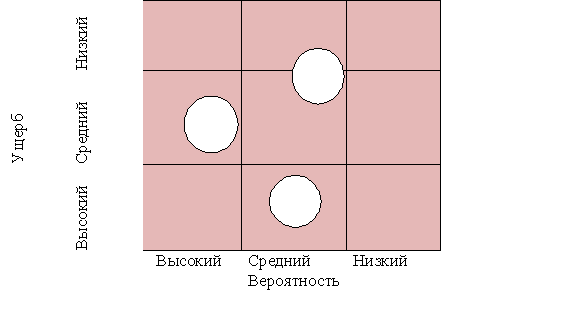 Ущерб
Низкий
Средний
Высокий
Высокий Средний Низкий
Вероятность